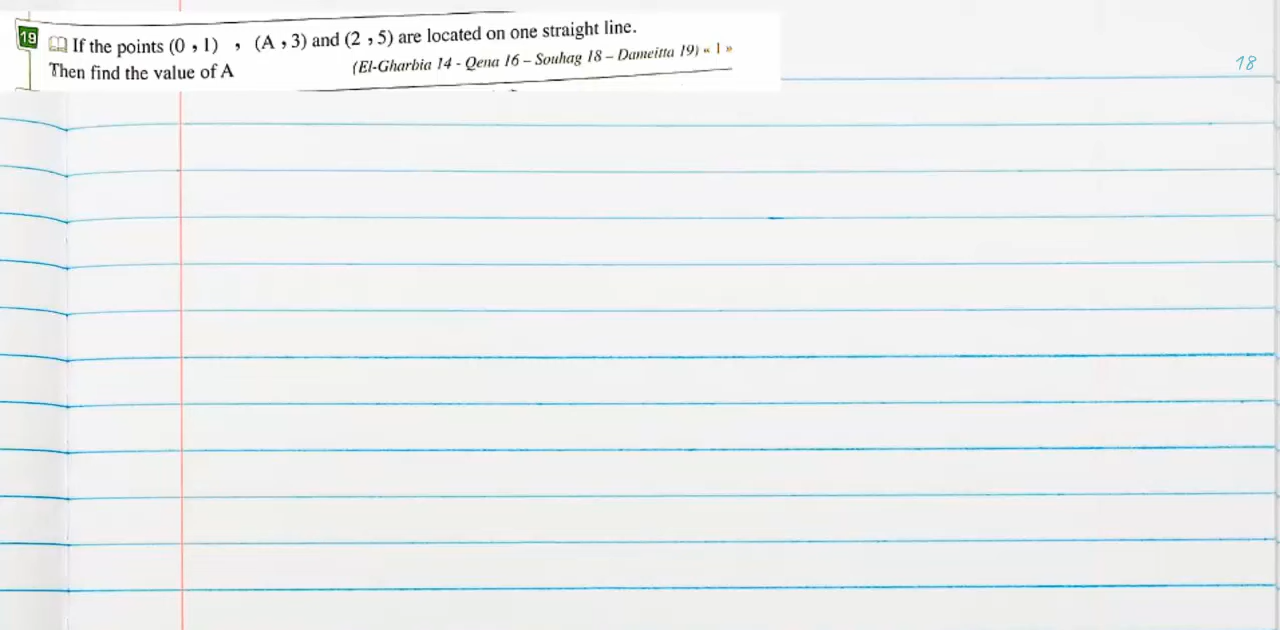 19 If the points (0 , 1) , (A , 3) and (2 , 5) are located on one straight line.
Then find the value of A (El-Gharbia 14 - Qena 16 – Souhag 18 – Dameitta 19) « 1 »
18